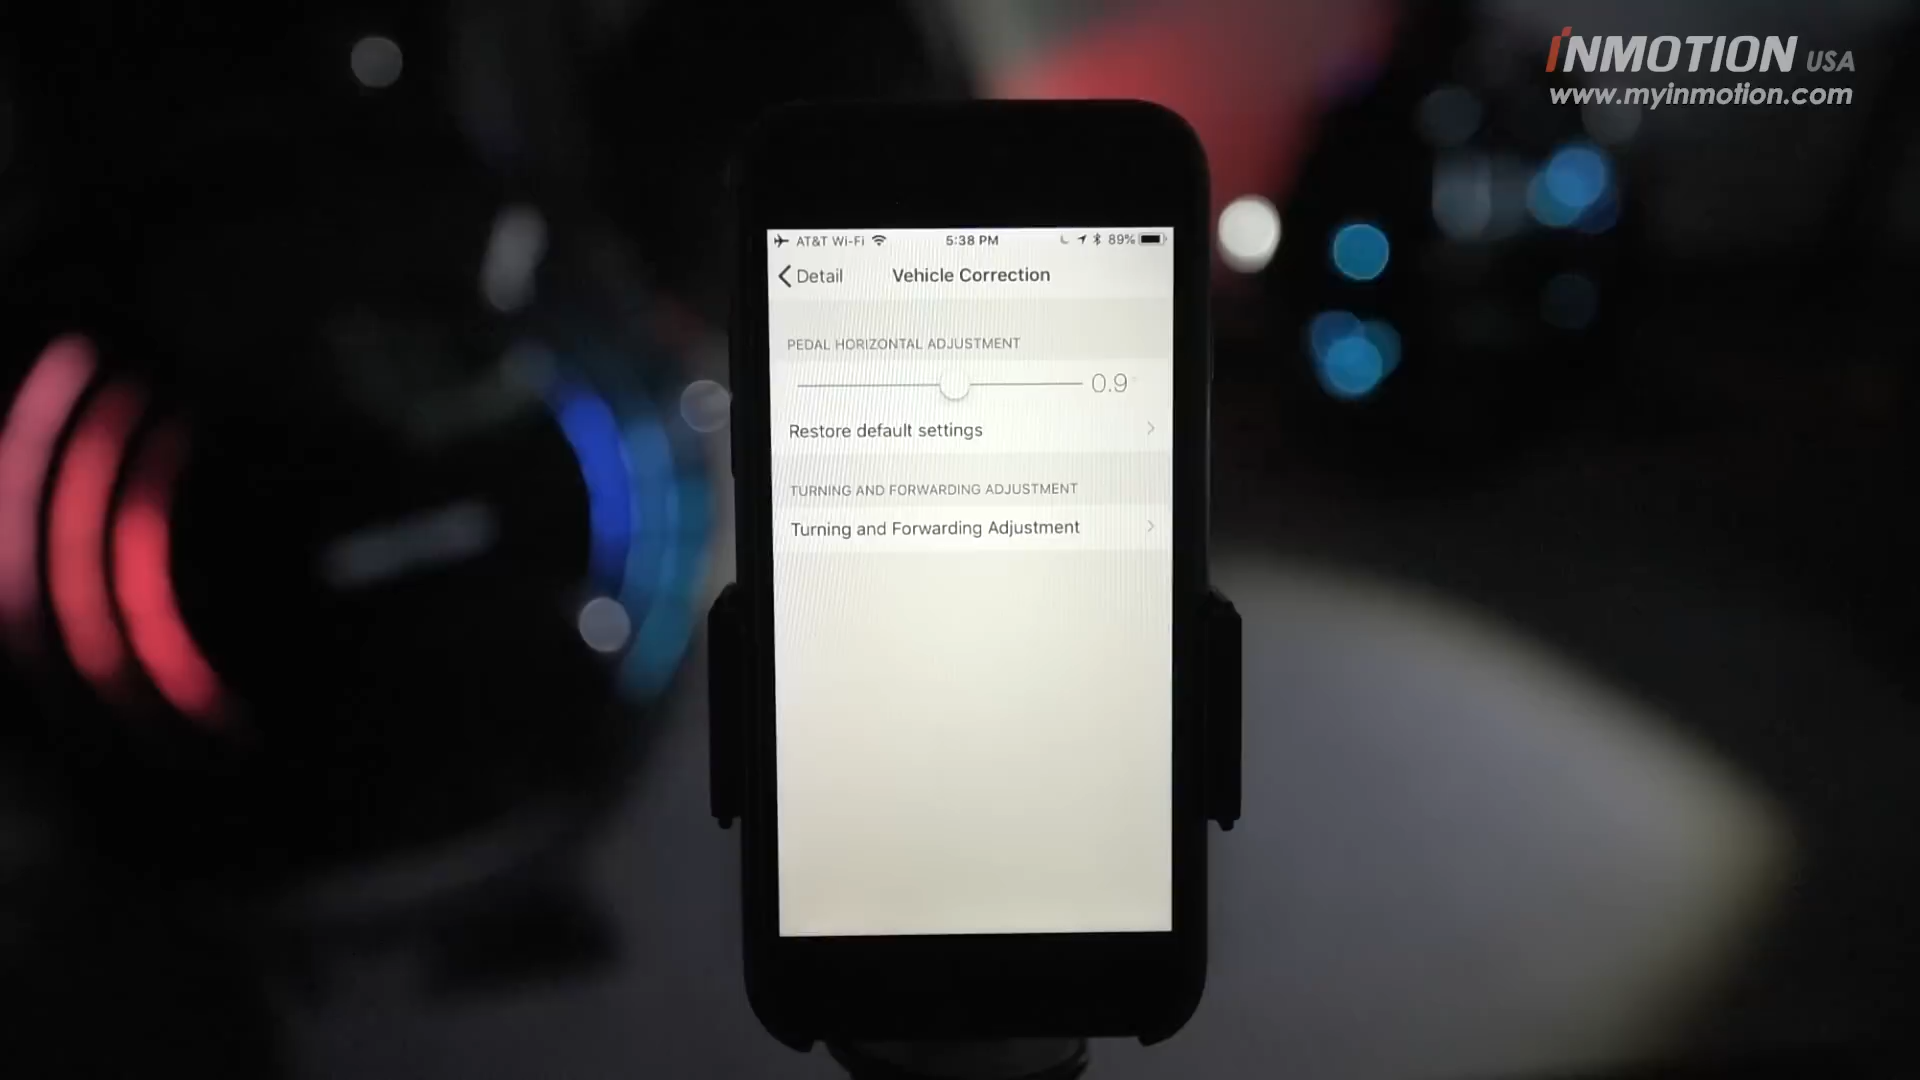 INMOTION USA
www.myinmotion.com
AT&T Wi-Fi 5:38 PM 89%
Detail Vehicle Correction
PEDAL HORIZONTAL ADJUSTMENT
0.9°
Restore default settings
TURNING AND FORWARDING ADJUSTMENT
Turning and Forwarding Adjustment